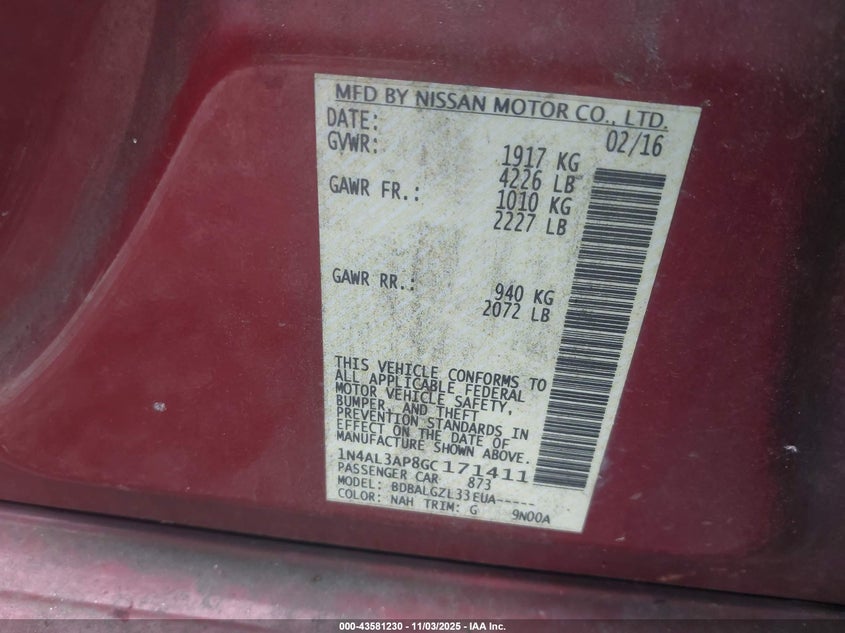 MFD BY NISSAN MOTOR CO., LTD.
DATE: 02/16
GVWR: 1917 KG
4226 LB
GAWR FR.: 1010 KG
2227 LB
GAWR RR.: 940 KG
2072 LB
THIS VEHICLE CONFORMS TO
ALL APPLICABLE FEDERAL
MOTOR VEHICLE SAFETY,
BUMPER, AND THEFT
PREVENTION STANDARDS IN
EFFECT ON THE DATE OF
MANUFACTURE SHOWN ABOVE.
1N4AL3AP8GC171411
PASSENGER CAR 873
MODEL: BDBALGZL33EUA-----
COLOR: NAH TRIM: G 9N00A
000-43581230 - 11/03/2025 - IAA Inc.